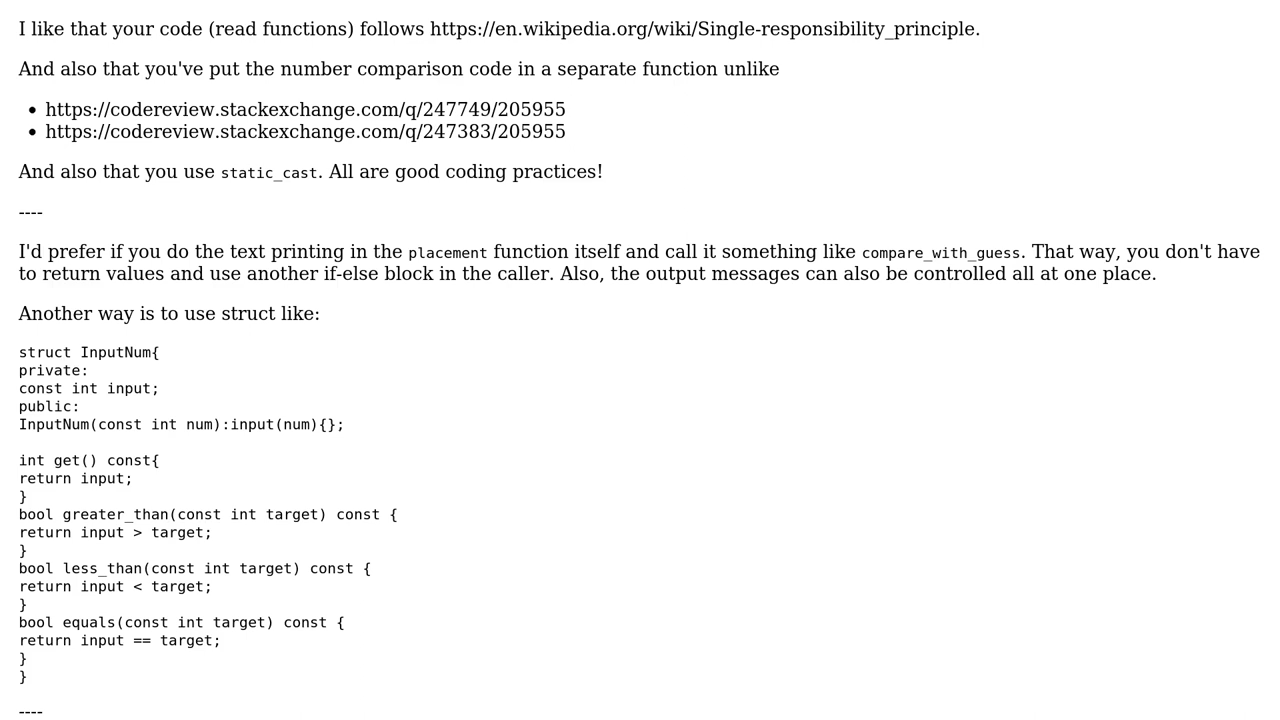 I like that your code (read functions) follows https://en.wikipedia.org/wiki/Single-responsibility_principle.
And also that you've put the number comparison code in a separate function unlike
• https://codereview.stackexchange.com/q/247749/205955
• https://codereview.stackexchange.com/q/247383/205955
And also that you use static_cast. All are good coding practices!
----
I'd prefer if you do the text printing in the placement function itself and call it something like compare_with_guess. That way, you don't have
to return values and use another if-else block in the caller. Also, the output messages can also be controlled all at one place.
Another way is to use struct like:
struct InputNum{
private:
const int input;
public:
InputNum(const int num):input(num){};
int get() const{
return input;
}
bool greater_than(const int target) const {
return input > target;
}
bool less_than(const int target) const {
return input < target;
}
bool equals(const int target) const {
return input == target;
}
}
----